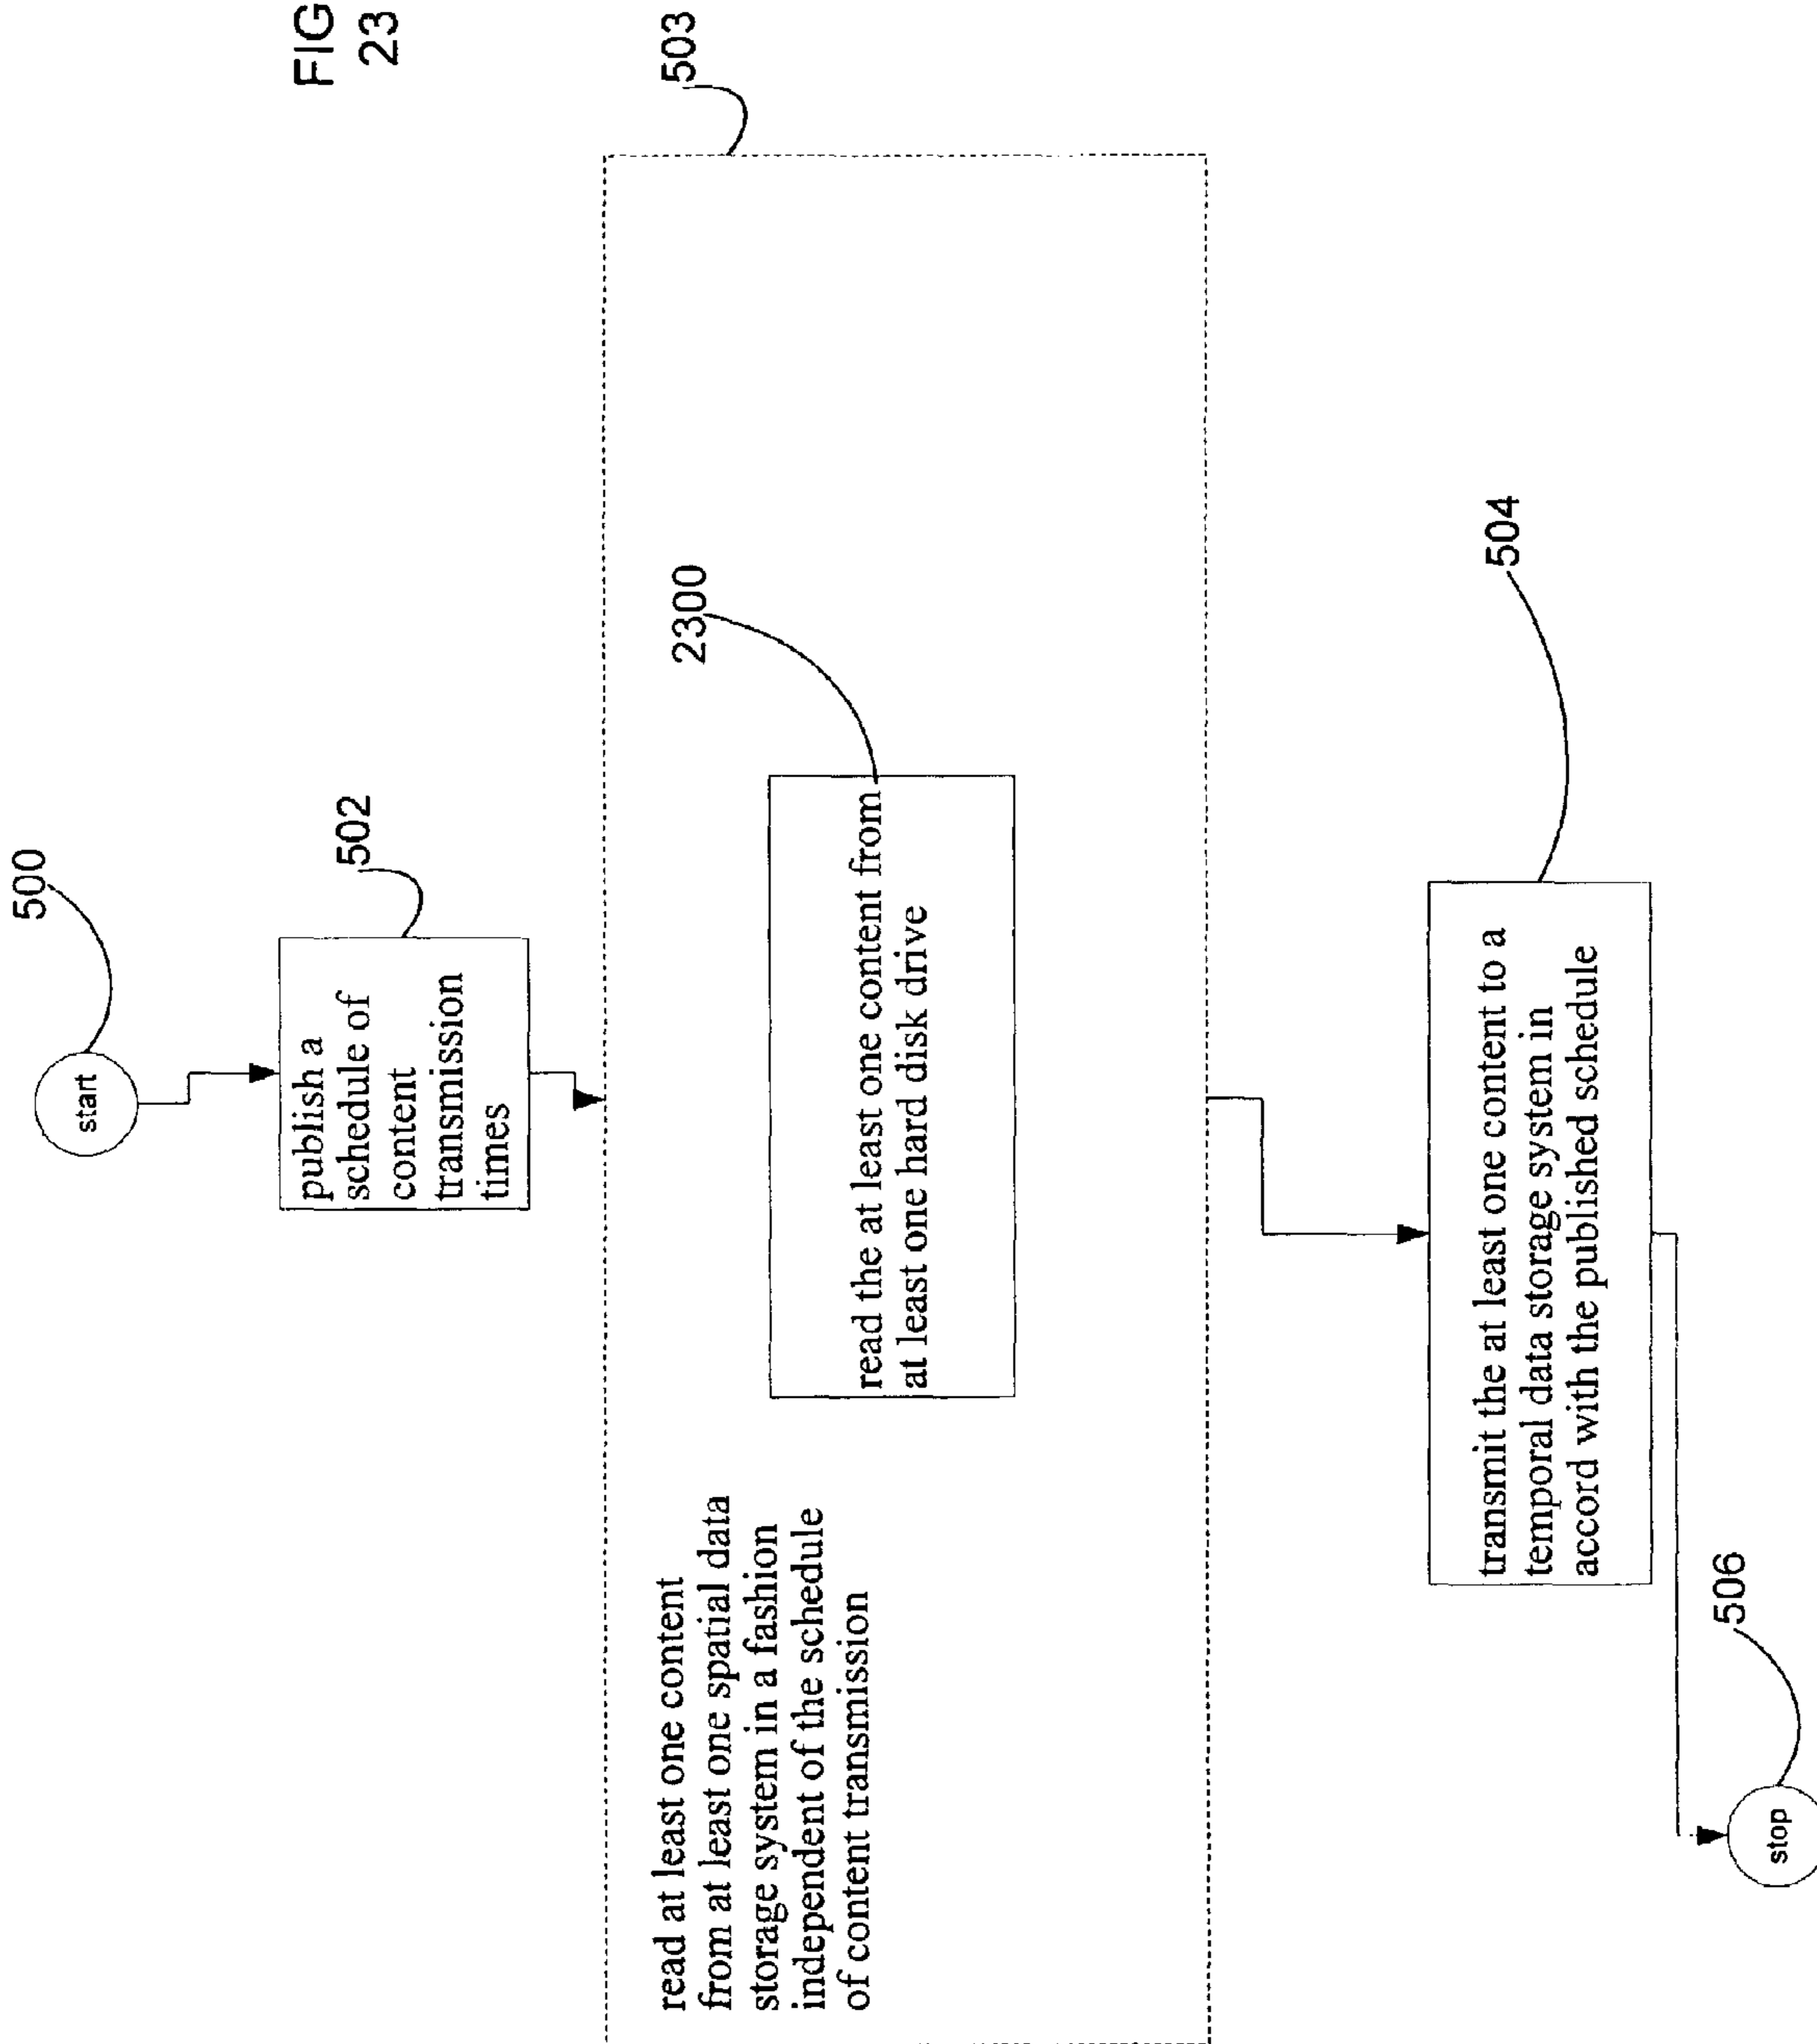 FIG
23
500
start
502
publish a
schedule of
content
transmission
times
503
read at least one content
from at least one spatial data
storage system in a fashion
independent of the schedule
of content transmission
2300
read the at least one content from
at least one hard disk drive
504
transmit the at least one content to a
temporal data storage system in
accord with the published schedule
506
stop